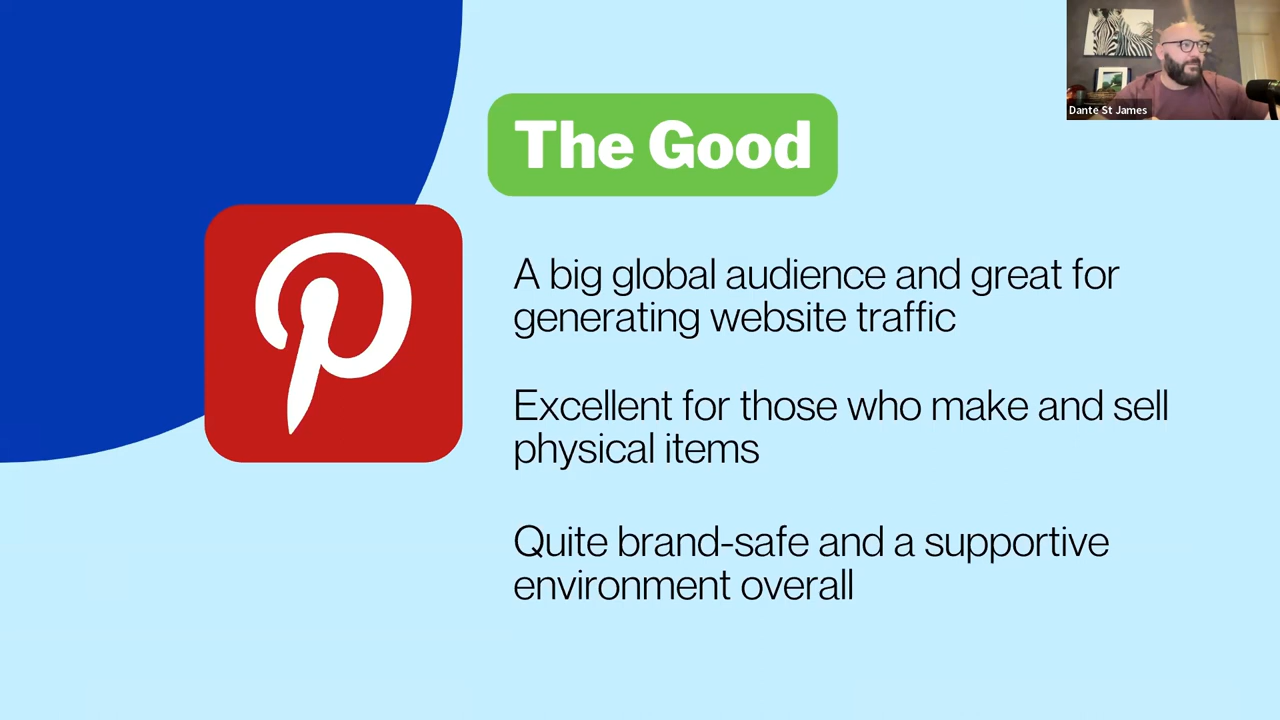 Dante St James
The Good
A big global audience and great for
generating website traffic
Excellent for those who make and sell
physical items
Quite brand-safe and a supportive
environment overall